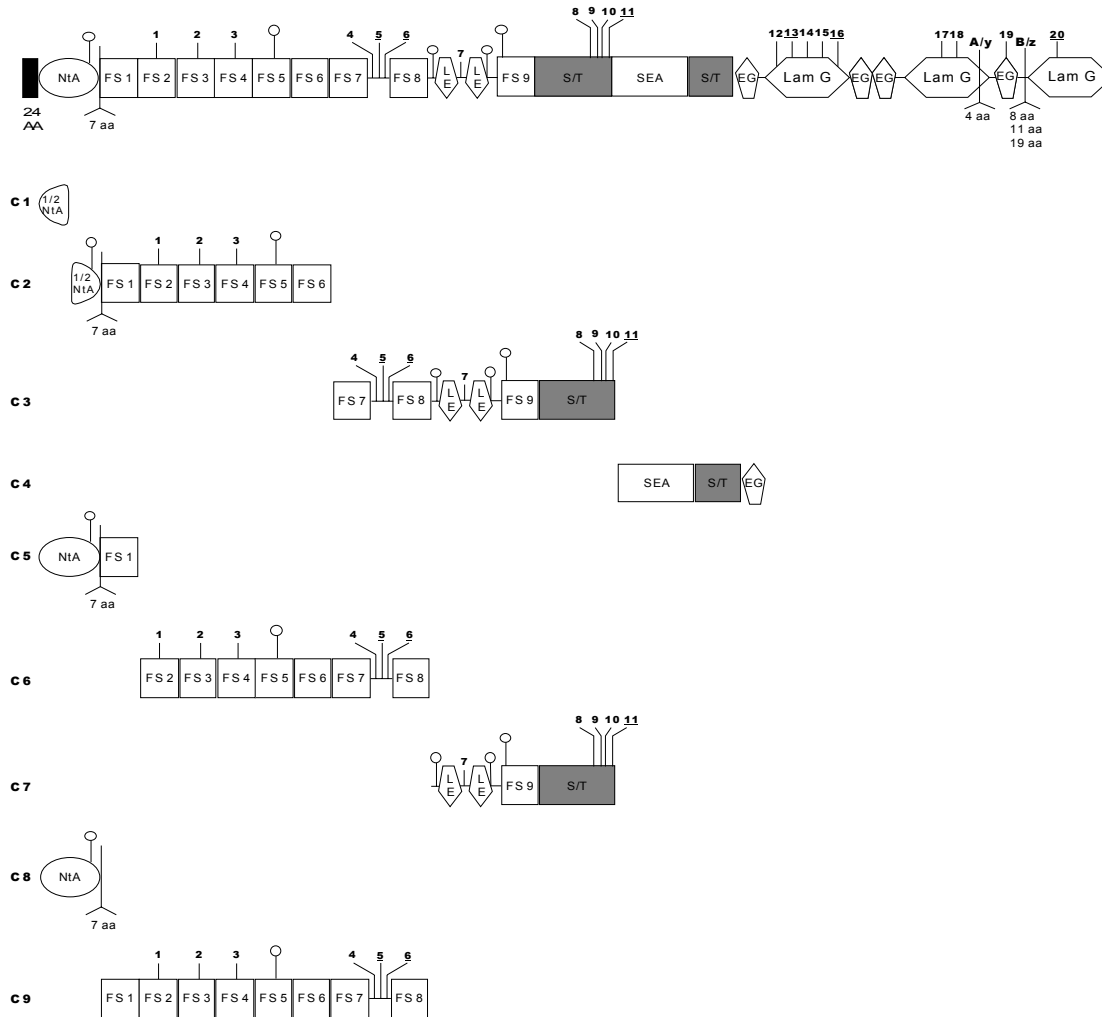 4 6 8 9 10 11 12 13 14 15 16 17 18 A/y 19 B/z 20
1 2 3 5 7
NtA FS 1 FS 2 FS 3 FS 4 FS 5 FS 6 FS 7 FS 8 L E L E FS 9 S/T SEA S/T EG Lam G EG EG Lam G EG Lam G
24 AA
7 aa 4 aa 8 aa
11 aa
19 aa
C 1 1/2 NtA
1 2 3
C 2 1/2 NtA FS 1 FS 2 FS 3 FS 4 FS 5 FS 6
7 aa
4 5 6 7 8 9 10 11
C 3 FS 7 FS 8 L E L E FS 9 S/T
C 4 SEA S/T EG
C 5 NtA FS 1
7 aa
1 2 3 4 5 6
C 6 FS 2 FS 3 FS 4 FS 5 FS 6 FS 7 FS 8
7 8 9 10 11
C 7 L E L E FS 9 S/T
C 8 NtA
7 aa
1 2 3 4 5 6
C 9 FS 1 FS 2 FS 3 FS 4 FS 5 FS 6 FS 7 FS 8